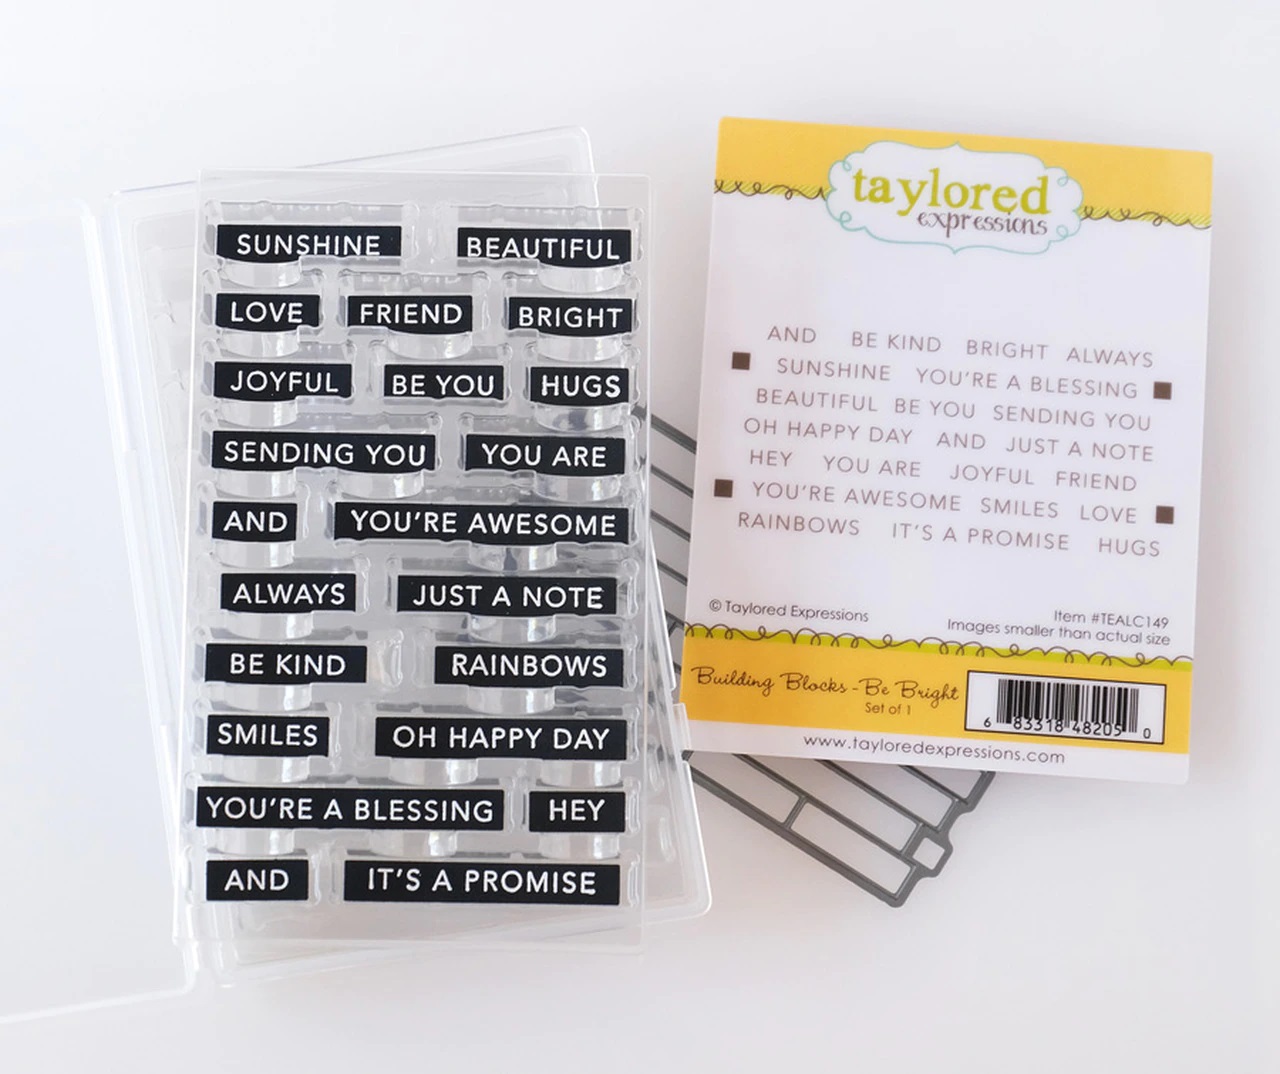 SUNSHINE BEAUTIFUL
LOVE FRIEND BRIGHT
JOYFUL BE YOU HUGS
SENDING YOU YOU ARE
AND YOU'RE AWESOME
ALWAYS JUST A NOTE
BE KIND RAINBOWS
SMILES OH HAPPY DAY
YOU'RE A BLESSING HEY
AND IT'S A PROMISE
taylored
expressions
AND BE KIND BRIGHT ALWAYS
SUNSHINE YOU'RE A BLESSING
BEAUTIFUL BE YOU SENDING YOU
OH HAPPY DAY AND JUST A NOTE
HEY YOU ARE JOYFUL FRIEND
YOU'RE AWESOME SMILES LOVE
RAINBOWS IT'S A PROMISE HUGS
© Taylored Expressions Item #TEALC149
Images smaller than actual size
Building Blocks - Be Bright
Set of 1
6 83318 48205 0
www.tayloredexpressions.com